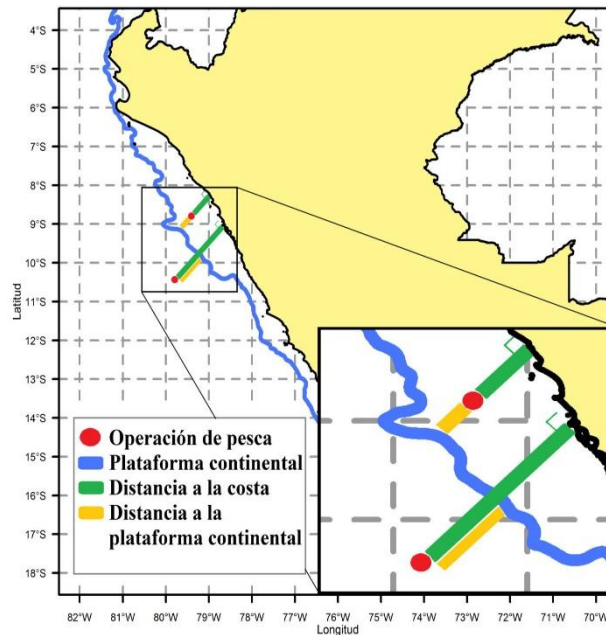 4°S
5°S
6°S
7°S
8°S
9°S
10°S
11°S
12°S
13°S
14°S
15°S
16°S
17°S
18°S
Latitud
Operación de pesca
Plataforma continental
Distancia a la costa
Distancia a la
plataforma continental
82°W 81°W 80°W 79°W 78°W 77°W 76°W 75°W 74°W 73°W 72°W 71°W 70°W
Longitud